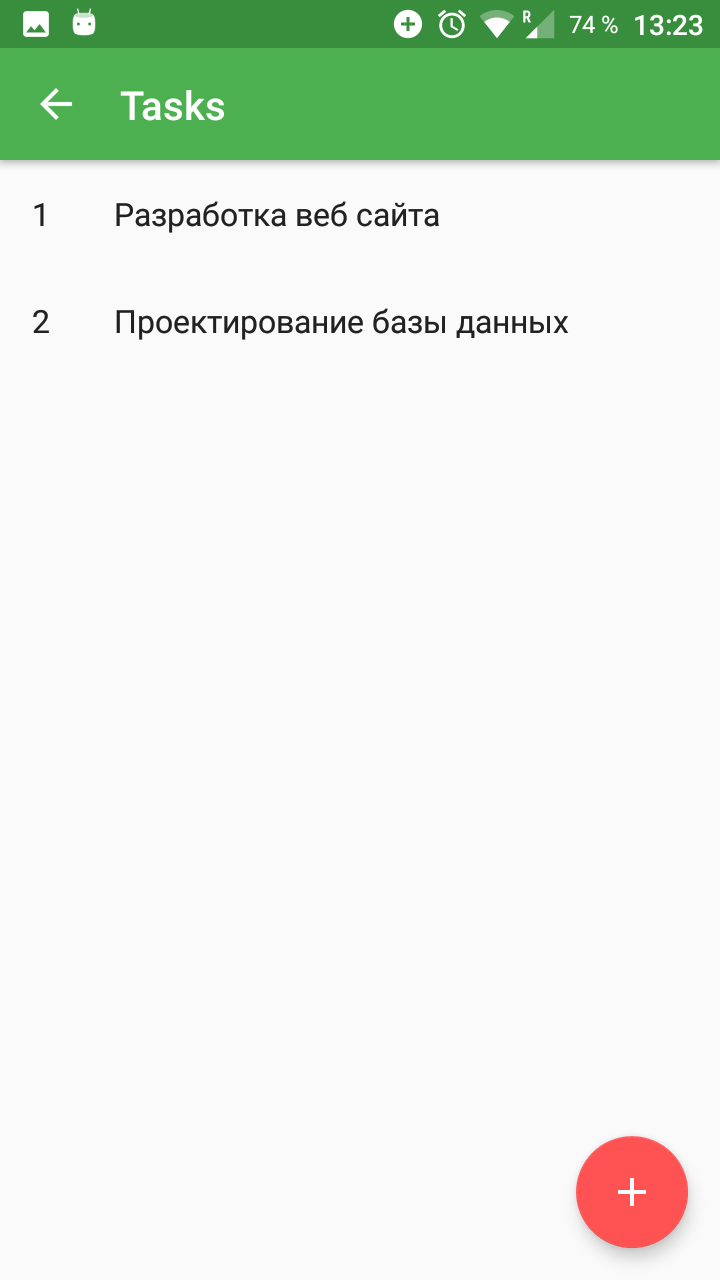 R 74 % 13:23
Tasks
1 Разработка веб сайта
2 Проектирование базы данных